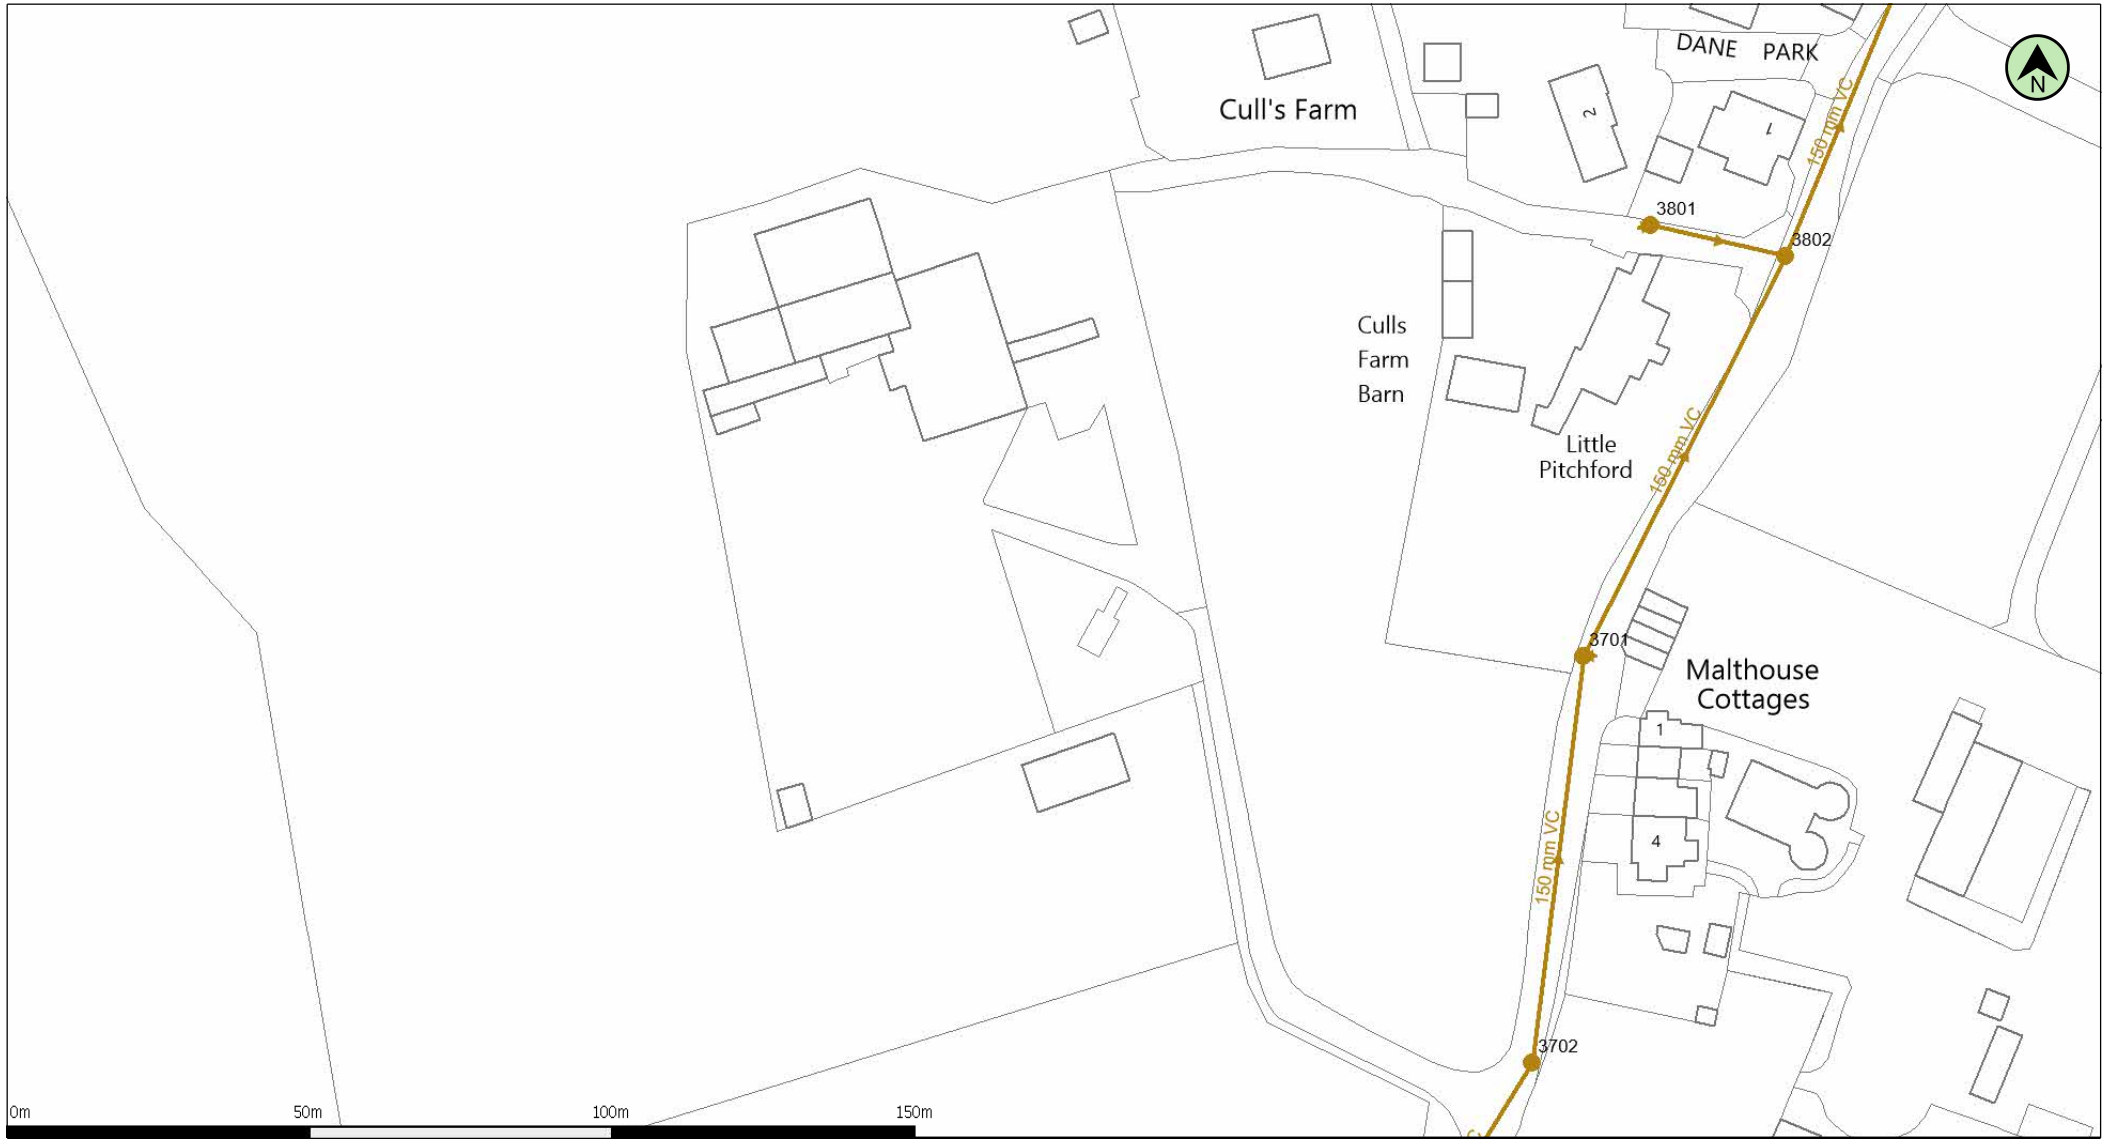 DANE PARK
N
Cull's Farm
2
1
150 mm VC
3801
3802
Culls
Farm
Barn
Little
Pitchford
150 mm VC
3701
Malthouse
Cottages
1
4
150 mm VC
3702
0m
50m
100m
150m